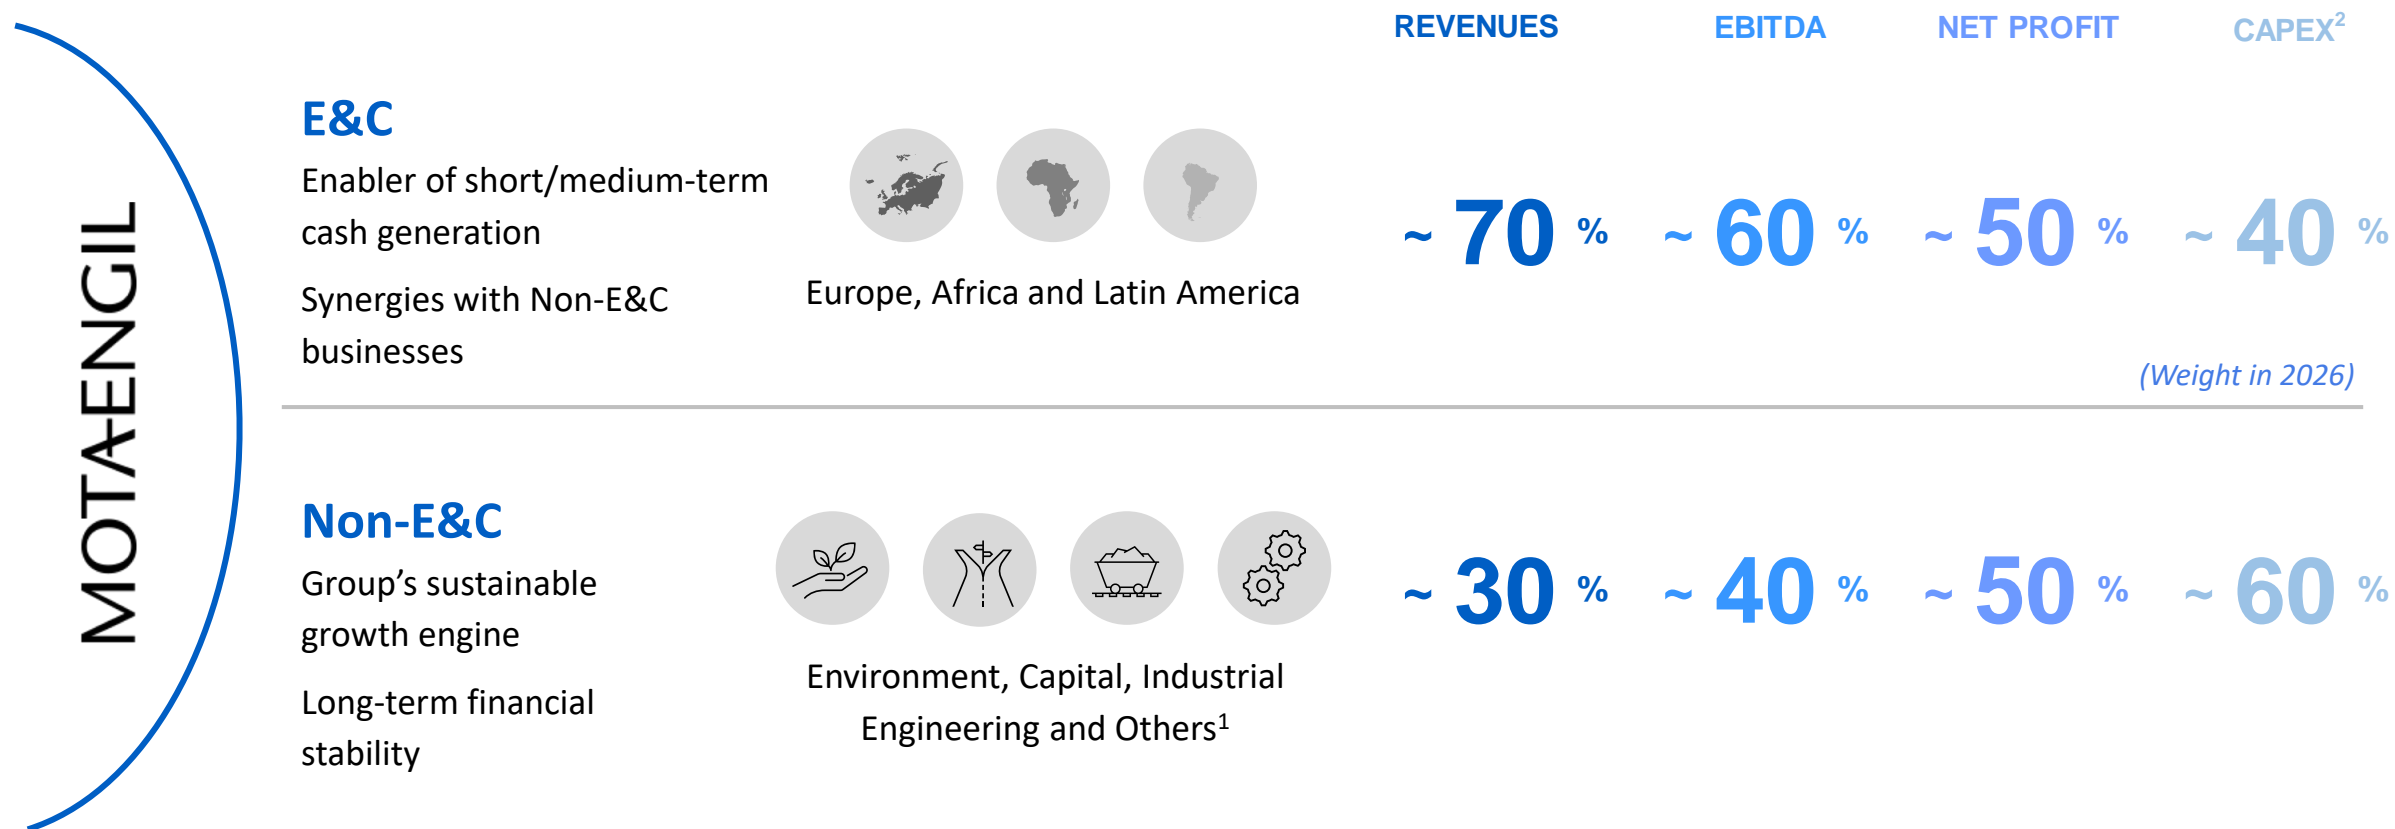 MOTAENGIL
REVENUES EBITDA NET PROFIT CAPEX²
E&C
Enabler of short/medium-term
cash generation
Synergies with Non-E&C
businesses
Europe, Africa and Latin America
~ 70 % ~ 60 % ~ 50 % ~ 40 %
(Weight in 2026)
Non-E&C
Group’s sustainable
growth engine
Long-term financial
stability
Environment, Capital, Industrial
Engineering and Others¹
~ 30 % ~ 40 % ~ 50 % ~ 60 %